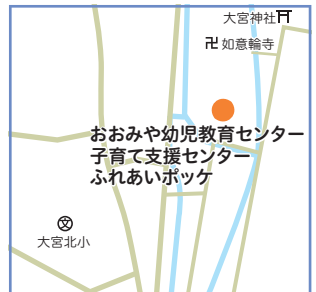 大宮神社
卍 如意輪寺
おおみや幼児教育センター
子育て支援センター
ふれあいポッケ
文
大宮北小